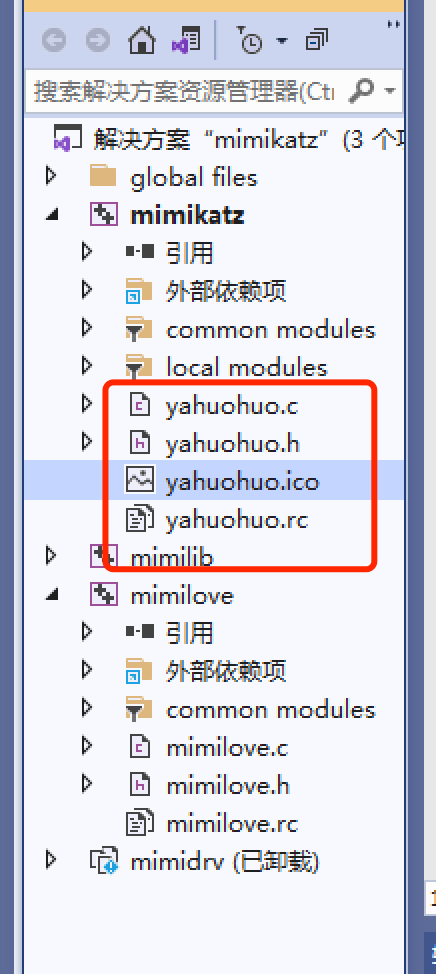 搜索解决方案资源管理器(Ctrl
解决方案 “mimikatz” (3 个项
global files
mimikatz
引用
外部依赖项
common modules
local modules
yahuohuo.c
yahuohuo.h
yahuohuo.ico
yahuohuo.rc
mimilib
mimilove
引用
外部依赖项
common modules
mimilove.c
mimilove.h
mimilove.rc
mimidrv (已卸载)